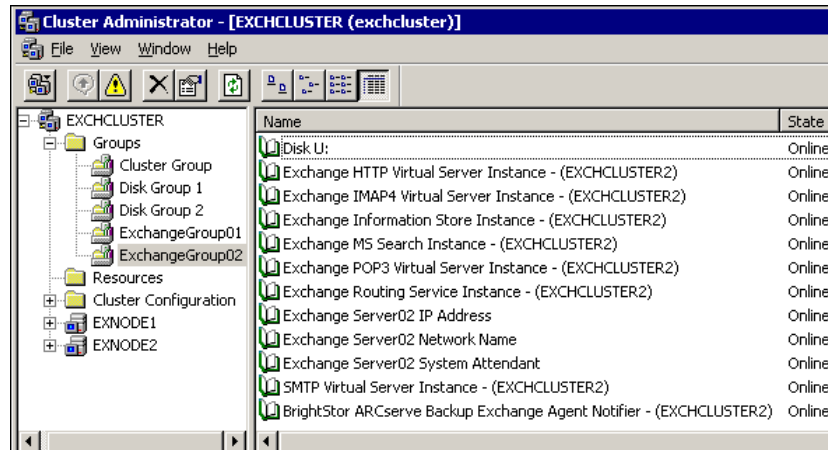 Cluster Administrator - [EXCHCLUSTER (exchcluster)]
File View Window Help
EXCHCLUSTER
Groups
Cluster Group
Disk Group 1
Disk Group 2
ExchangeGroup01
ExchangeGroup02
Resources
Cluster Configuration
EXNODE1
EXNODE2
Name State
Disk U: Online
Exchange HTTP Virtual Server Instance - (EXCHCLUSTER2) Online
Exchange IMAP4 Virtual Server Instance - (EXCHCLUSTER2) Online
Exchange Information Store Instance - (EXCHCLUSTER2) Online
Exchange MS Search Instance - (EXCHCLUSTER2) Online
Exchange POP3 Virtual Server Instance - (EXCHCLUSTER2) Online
Exchange Routing Service Instance - (EXCHCLUSTER2) Online
Exchange Server02 IP Address Online
Exchange Server02 Network Name Online
Exchange Server02 System Attendant Online
SMTP Virtual Server Instance - (EXCHCLUSTER2) Online
BrightStor ARCserve Backup Exchange Agent Notifier - (EXCHCLUSTER2) Online